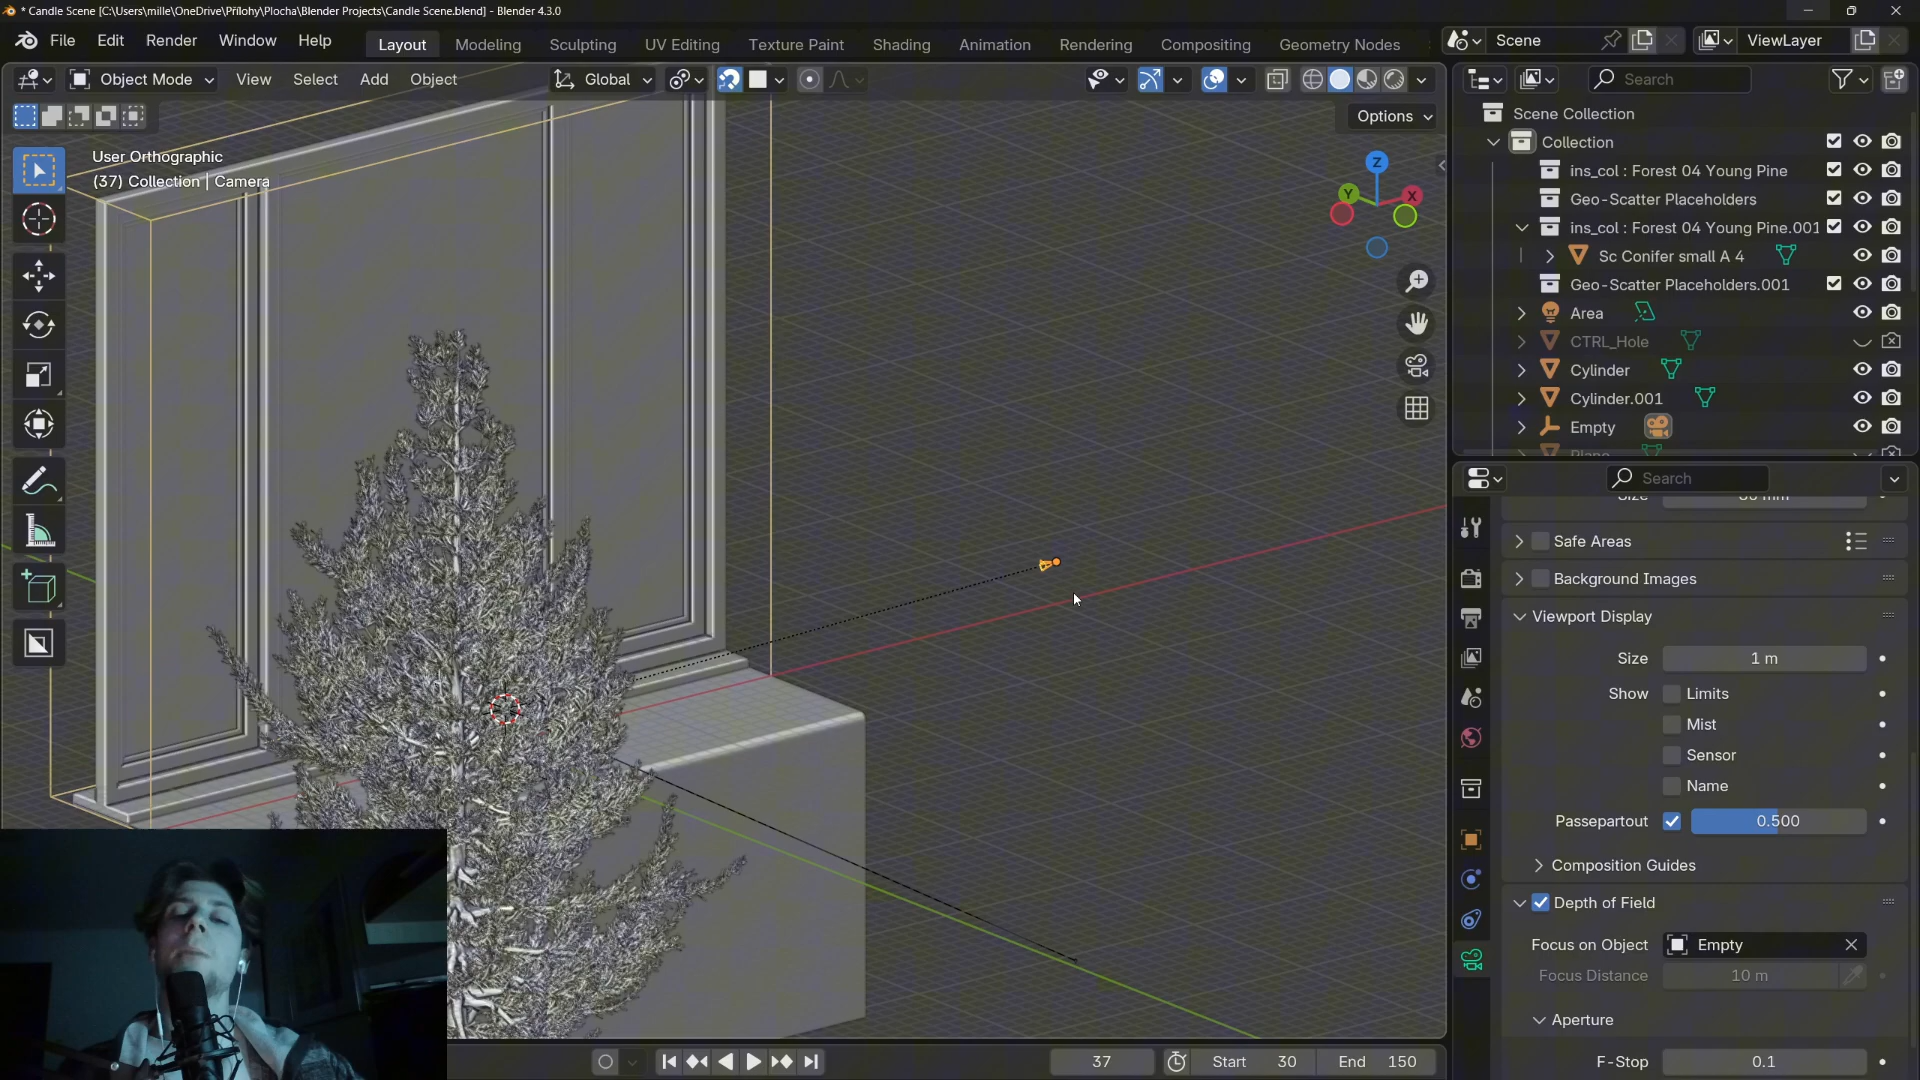 * Candle Scene [C:\Users\mille\OneDrive\Přílohy\Plocha\Blender Projects\Candle Scene.blend] - Blender 4.3.0
File Edit Render Window Help Layout Modeling Sculpting UV Editing Texture Paint Shading Animation Rendering Compositing Geometry Nodes Scene ViewLayer
Object Mode View Select Add Object Global Search
Options
User Orthographic
(37) Collection | Camera
Z
Y
X
Scene Collection
Collection
ins_col : Forest 04 Young Pine
Geo-Scatter Placeholders
ins_col : Forest 04 Young Pine.001
Sc Conifer small A 4
Geo-Scatter Placeholders.001
Area
CTRL_Hole
Cylinder
Cylinder.001
Empty
Plane
Search
Safe Areas
Background Images
Viewport Display
Size 1 m
Show Limits
Mist
Sensor
Name
Passepartout 0.500
Composition Guides
Depth of Field
Focus on Object Empty
Focus Distance 10 m
Aperture
F-Stop 0.1
37 Start 30 End 150